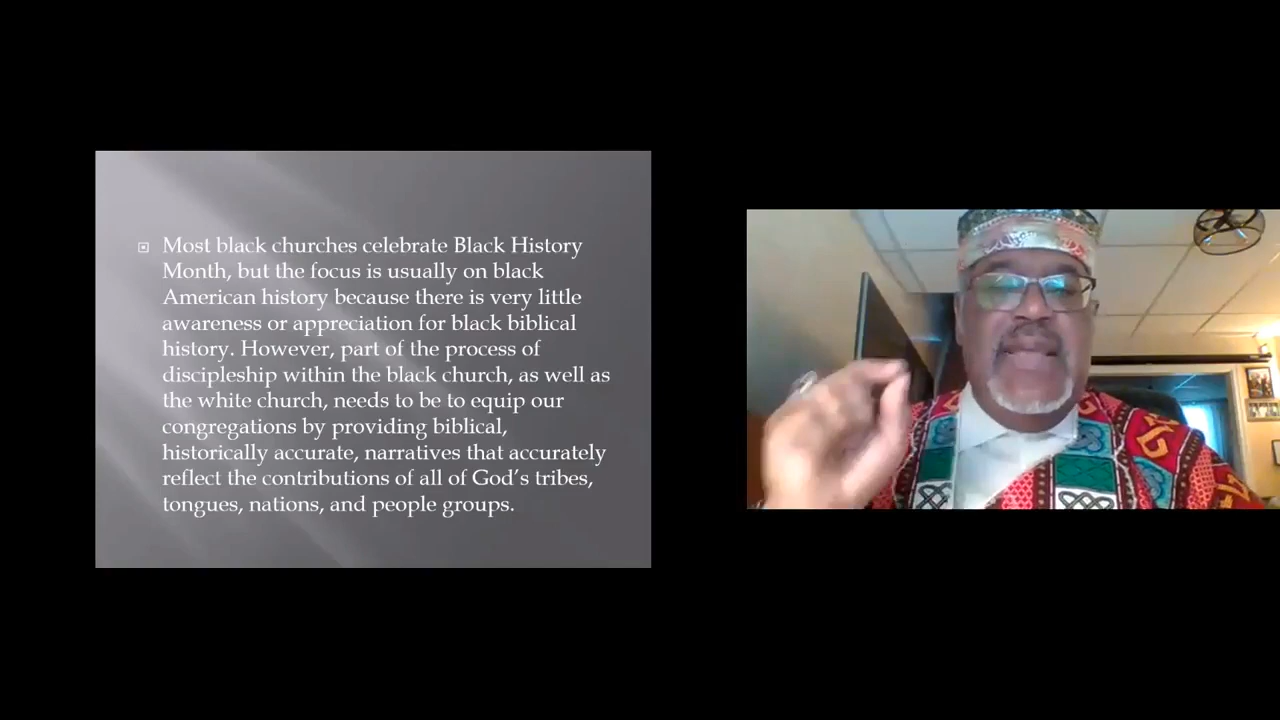 Most black churches celebrate Black History
Month, but the focus is usually on black
American history because there is very little
awareness or appreciation for black biblical
history. However, part of the process of
discipleship within the black church, as well as
the white church, needs to be to equip our
congregations by providing biblical,
historically accurate, narratives that accurately
reflect the contributions of all of God's tribes,
tongues, nations, and people groups.